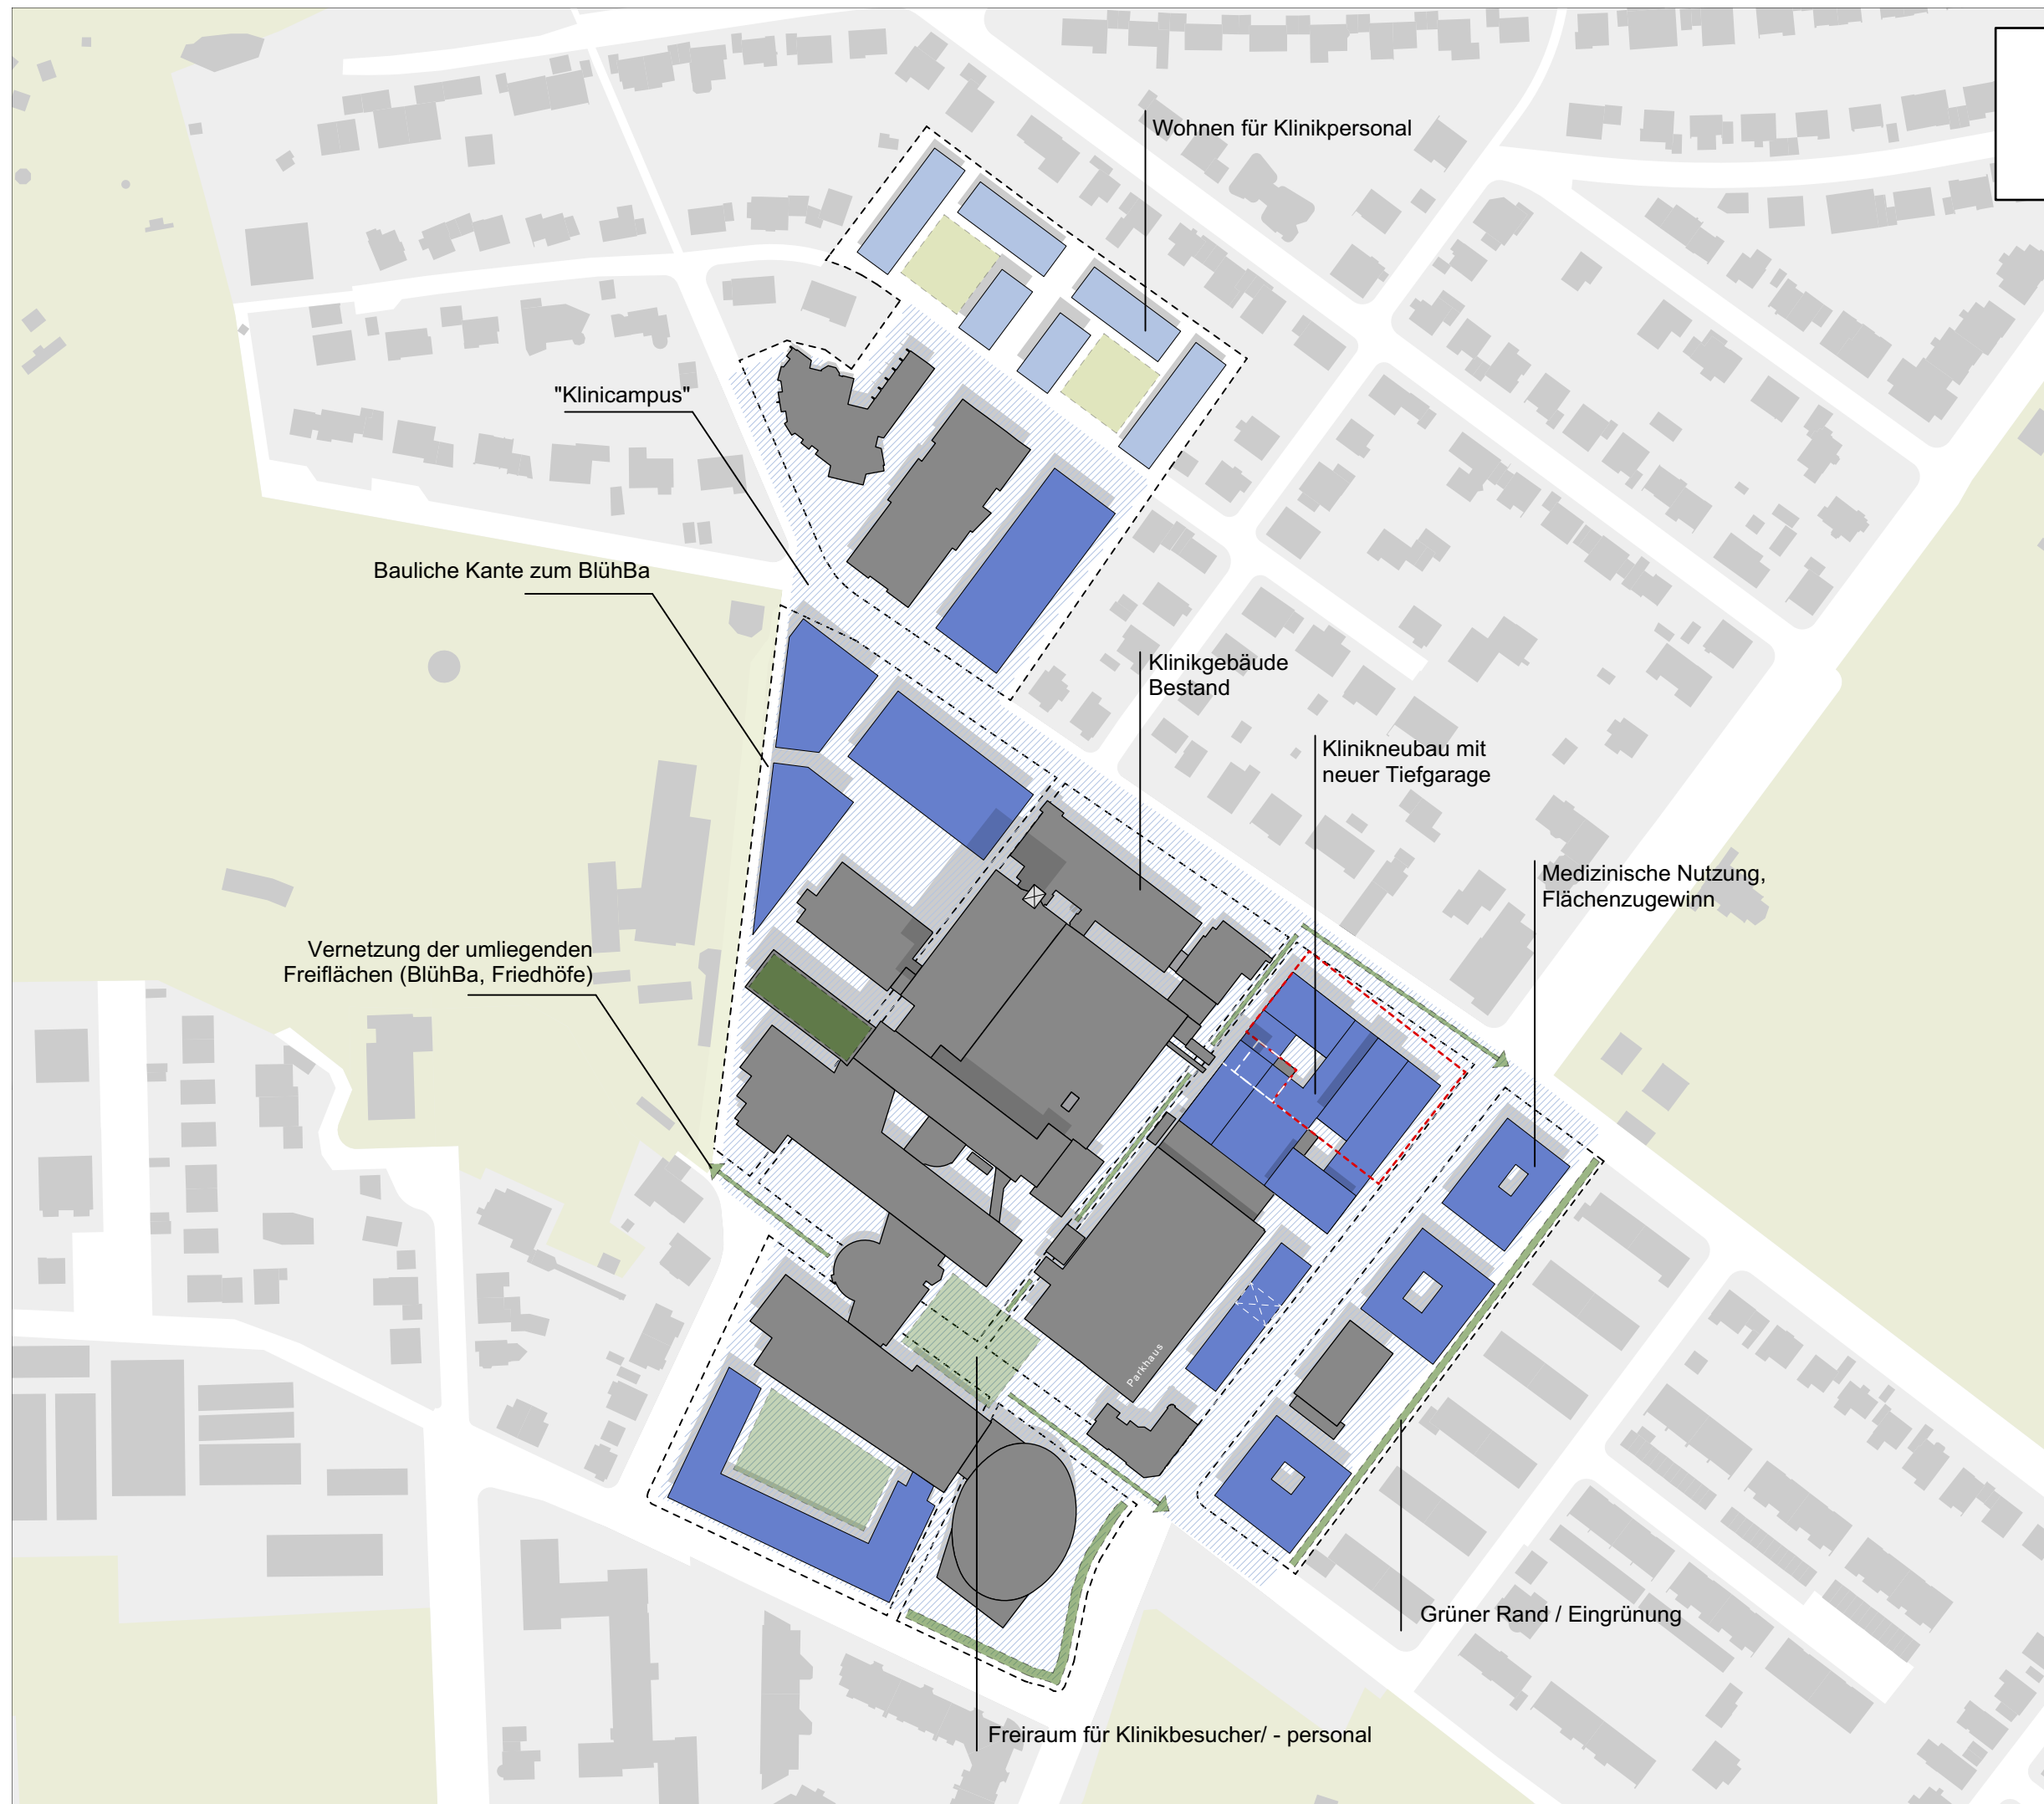 Wohnen für Klinikpersonal
"Klinicampus"
Bauliche Kante zum BlühBa
Klinikgebäude
Bestand
Klinikneubau mit
neuer Tiefgarage
Medizinische Nutzung,
Flächenzugewinn
Vernetzung der umliegenden
Freiflächen (BlühBa, Friedhöfe)
Parkhaus
Grüner Rand / Eingrünung
Freiraum für Klinikbesucher/ - personal